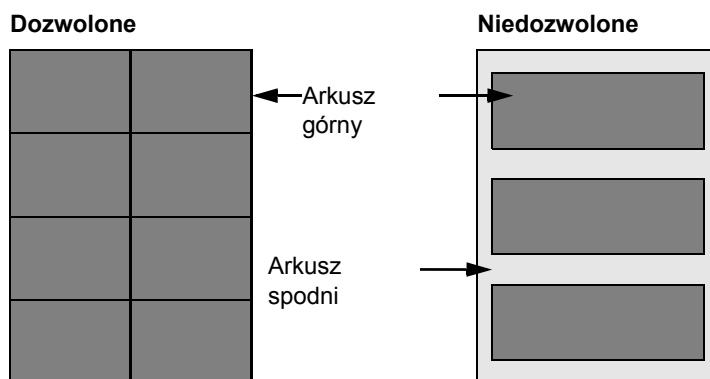 Dozwolone
Niedozwolone
Arkusz
górny
Arkusz
spodni